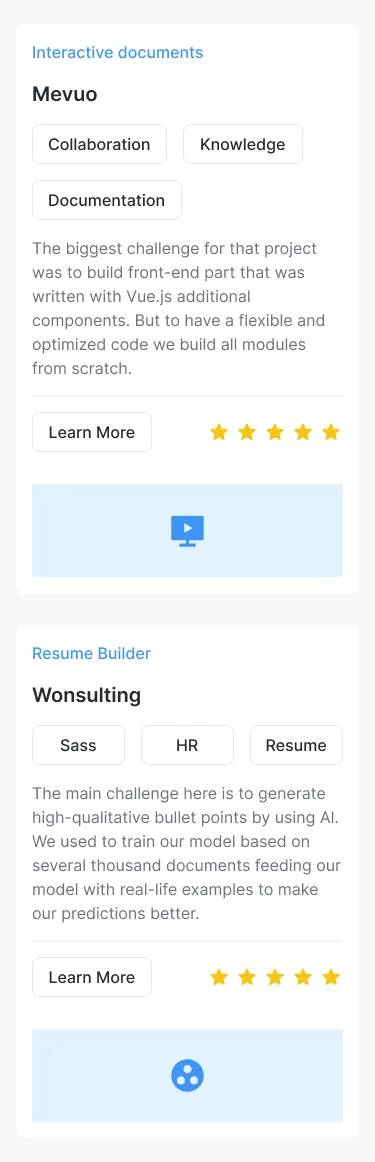 Interactive documents
Mevuo
Collaboration Knowledge
Documentation
The biggest challenge for that project
was to build front-end part that was
written with Vue.js additional
components. But to have a flexible and
optimized code we build all modules
from scratch.
Learn More
Resume Builder
Wonsulting
Sass HR Resume
The main challenge here is to generate
high-qualitative bullet points by using AI.
We used to train our model based on
several thousand documents feeding our
model with real-life examples to make
our predictions better.
Learn More